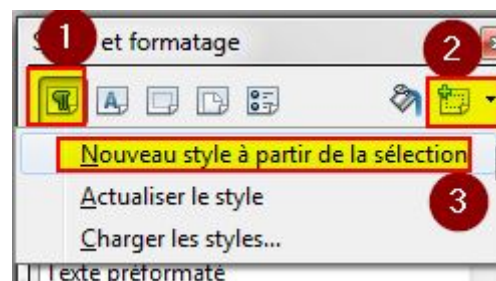 1 et formatage 2
Nouveau style à partir de la sélection
Actualiser le style 3
Charger les styles...
Texte préformaté